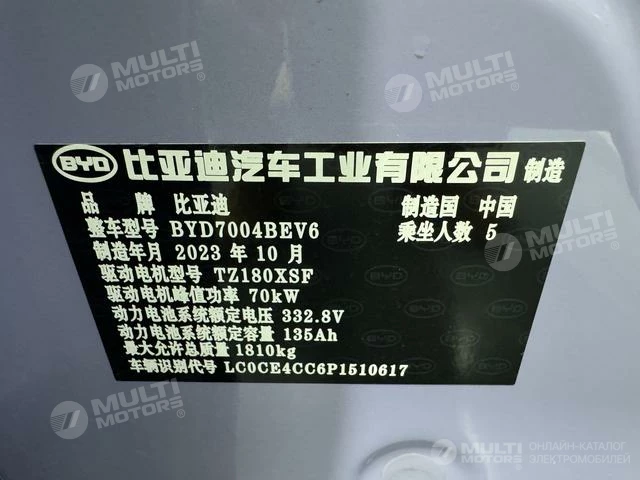 MULTI MOTORS®
MULTI MOTORS®
BYD 比亚迪汽车工业有限公司 制造
品 牌 比亚迪 制造国 中国
整车型号 BYD7004BEV6 乘坐人数 5
制造年月 2023 年 10 月
驱动电机型号 TZ180XSF
驱动电机峰值功率 70kW
动力电池系统额定电压 332.8V
动力电池系统额定容量 135Ah
最大允许总质量 1810kg
车辆识别代号 LC0CE4CC6P1510617
MULTI MOTORS®
MULTI MOTORS®
ОНЛАЙН-КАТАЛОГ
ЭЛЕКТРОМОБИЛЕЙ